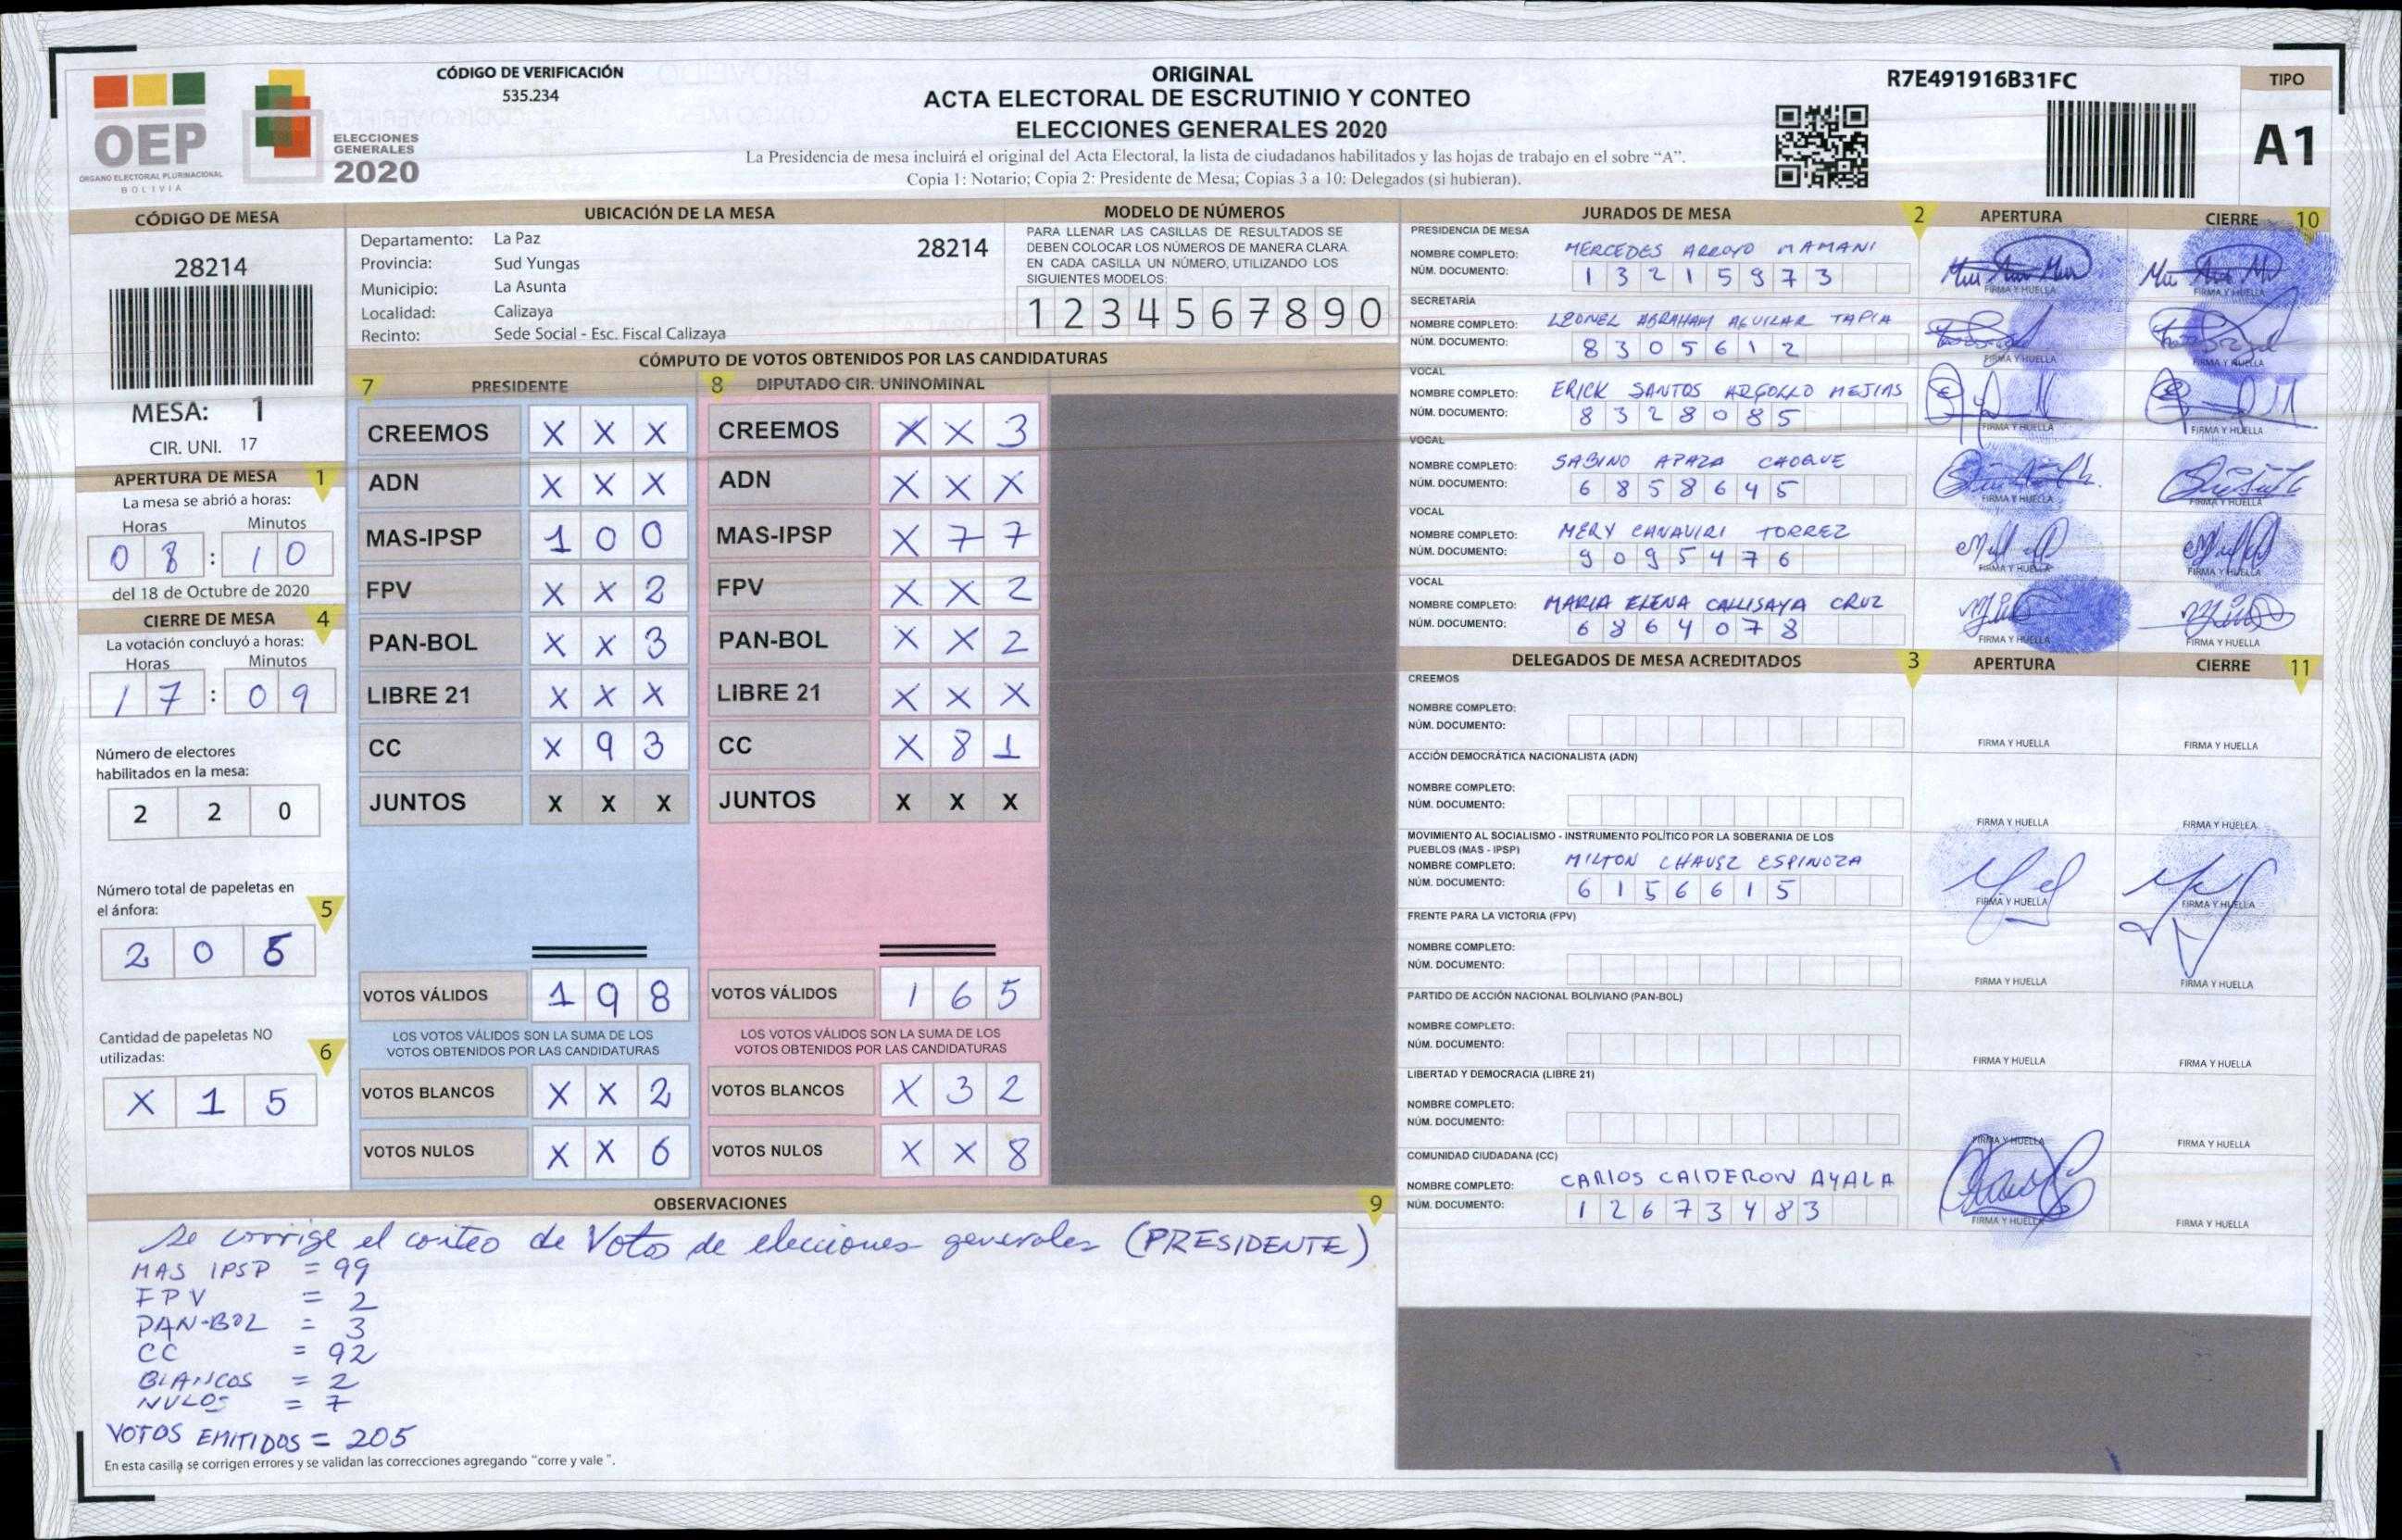 OEP
ÓRGANO ELECTORAL PLURINACIONAL
BOLIVIA
ELECCIONES
GENERALES
2020
CÓDIGO DE VERIFICACIÓN
535.234
ORIGINAL
ACTA ELECTORAL DE ESCRUTINIO Y CONTEO
ELECCIONES GENERALES 2020
La Presidencia de mesa incluirá el original del Acta Electoral, la lista de ciudadanos habilitados y las hojas de trabajo en el sobre “A”.
Copia 1: Notario; Copia 2: Presidente de Mesa; Copias 3 a 10: Delegados (si hubieran).
R7E491916B31FC
TIPO
A1
CÓDIGO DE MESA
28214
MESA: 1
CIR. UNI. 17
APERTURA DE MESA 1
La mesa se abrió a horas:
Horas Minutos
0 8 : 1 0
del 18 de Octubre de 2020
CIERRE DE MESA 4
La votación concluyó a horas:
Horas Minutos
1 7 : 0 9
Número de electores
habilitados en la mesa:
2 2 0
Número total de papeletas en
el ánfora: 5
2 0 5
Cantidad de papeletas NO
utilizadas: 6
X 1 5
UBICACIÓN DE LA MESA
Departamento: La Paz 28214
Provincia: Sud Yungas
Municipio: La Asunta
Localidad: Calizaya
Recinto: Sede Social - Esc. Fiscal Calizaya
MODELO DE NÚMEROS
PARA LLENAR LAS CASILLAS DE RESULTADOS SE
DEBEN COLOCAR LOS NÚMEROS DE MANERA CLARA
EN CADA CASILLA UN NÚMERO, UTILIZANDO LOS
SIGUIENTES MODELOS:
1 2 3 4 5 6 7 8 9 0
CÓMPUTO DE VOTOS OBTENIDOS POR LAS CANDIDATURAS
7 PRESIDENTE
CREEMOS X X X
ADN X X X
MAS-IPSP 1 0 0
FPV X X 2
PAN-BOL X X 3
LIBRE 21 X X X
CC X 9 3
JUNTOS X X X
VOTOS VÁLIDOS 1 9 8
LOS VOTOS VÁLIDOS SON LA SUMA DE LOS
VOTOS OBTENIDOS POR LAS CANDIDATURAS
VOTOS BLANCOS X X 2
VOTOS NULOS X X 6
8 DIPUTADO CIR. UNINOMINAL
CREEMOS X X 3
ADN X X X
MAS-IPSP X 7 7
FPV X X 2
PAN-BOL X X 2
LIBRE 21 X X X
CC X 8 1
JUNTOS X X X
VOTOS VÁLIDOS 1 6 5
LOS VOTOS VÁLIDOS SON LA SUMA DE LOS
VOTOS OBTENIDOS POR LAS CANDIDATURAS
VOTOS BLANCOS X 3 2
VOTOS NULOS X X 8
OBSERVACIONES 9
Se corrige el conteo de Votos de elecciones generales (PRESIDENTE)
MAS IPSP = 99
FPV = 2
PAN-BOL = 3
CC = 92
BLANCOS = 2
NULOS = 7
VOTOS EMITIDOS = 205
En esta casilla se corrigen errores y se validan las correcciones agregando “corre y vale ”.
JURADOS DE MESA 2 APERTURA CIERRE 10
PRESIDENCIA DE MESA
NOMBRE COMPLETO: MERCEDES ARROYO MAMANI
NÚM. DOCUMENTO: 1 3 2 1 5 9 7 3
FIRMA Y HUELLA FIRMA Y HUELLA
SECRETARÍA
NOMBRE COMPLETO: LEONEL ABRAHAM AGUILAR TAPIA
NÚM. DOCUMENTO: 8 3 0 5 6 1 2
FIRMA Y HUELLA FIRMA Y HUELLA
VOCAL
NOMBRE COMPLETO: ERICK SANTOS ARGOLLO MEJIAS
NÚM. DOCUMENTO: 8 3 2 8 0 8 5
FIRMA Y HUELLA FIRMA Y HUELLA
VOCAL
NOMBRE COMPLETO: SABINO APAZA CHOQUE
NÚM. DOCUMENTO: 6 8 5 8 6 4 5
FIRMA Y HUELLA FIRMA Y HUELLA
VOCAL
NOMBRE COMPLETO: MERY CANAVIRI TORREZ
NÚM. DOCUMENTO: 9 0 9 5 4 7 6
FIRMA Y HUELLA FIRMA Y HUELLA
VOCAL
NOMBRE COMPLETO: MARIA ELENA CALLISAYA CRUZ
NÚM. DOCUMENTO: 6 8 6 4 0 7 8
FIRMA Y HUELLA FIRMA Y HUELLA
DELEGADOS DE MESA ACREDITADOS 3 APERTURA CIERRE 11
CREEMOS
NOMBRE COMPLETO:
NÚM. DOCUMENTO:
FIRMA Y HUELLA FIRMA Y HUELLA
ACCIÓN DEMOCRÁTICA NACIONALISTA (ADN)
NOMBRE COMPLETO:
NÚM. DOCUMENTO:
FIRMA Y HUELLA FIRMA Y HUELLA
MOVIMIENTO AL SOCIALISMO - INSTRUMENTO POLÍTICO POR LA SOBERANIA DE LOS
PUEBLOS (MAS - IPSP)
NOMBRE COMPLETO: MILTON CHAVEZ ESPINOZA
NÚM. DOCUMENTO: 6 1 5 6 6 1 5
FIRMA Y HUELLA FIRMA Y HUELLA
FRENTE PARA LA VICTORIA (FPV)
NOMBRE COMPLETO:
NÚM. DOCUMENTO:
FIRMA Y HUELLA FIRMA Y HUELLA
PARTIDO DE ACCIÓN NACIONAL BOLIVIANO (PAN-BOL)
NOMBRE COMPLETO:
NÚM. DOCUMENTO:
FIRMA Y HUELLA FIRMA Y HUELLA
LIBERTAD Y DEMOCRACIA (LIBRE 21)
NOMBRE COMPLETO:
NÚM. DOCUMENTO:
FIRMA Y HUELLA FIRMA Y HUELLA
COMUNIDAD CIUDADANA (CC)
NOMBRE COMPLETO: CARLOS CALDERON AYALA
NÚM. DOCUMENTO: 1 2 6 7 3 4 8 3
FIRMA Y HUELLA FIRMA Y HUELLA